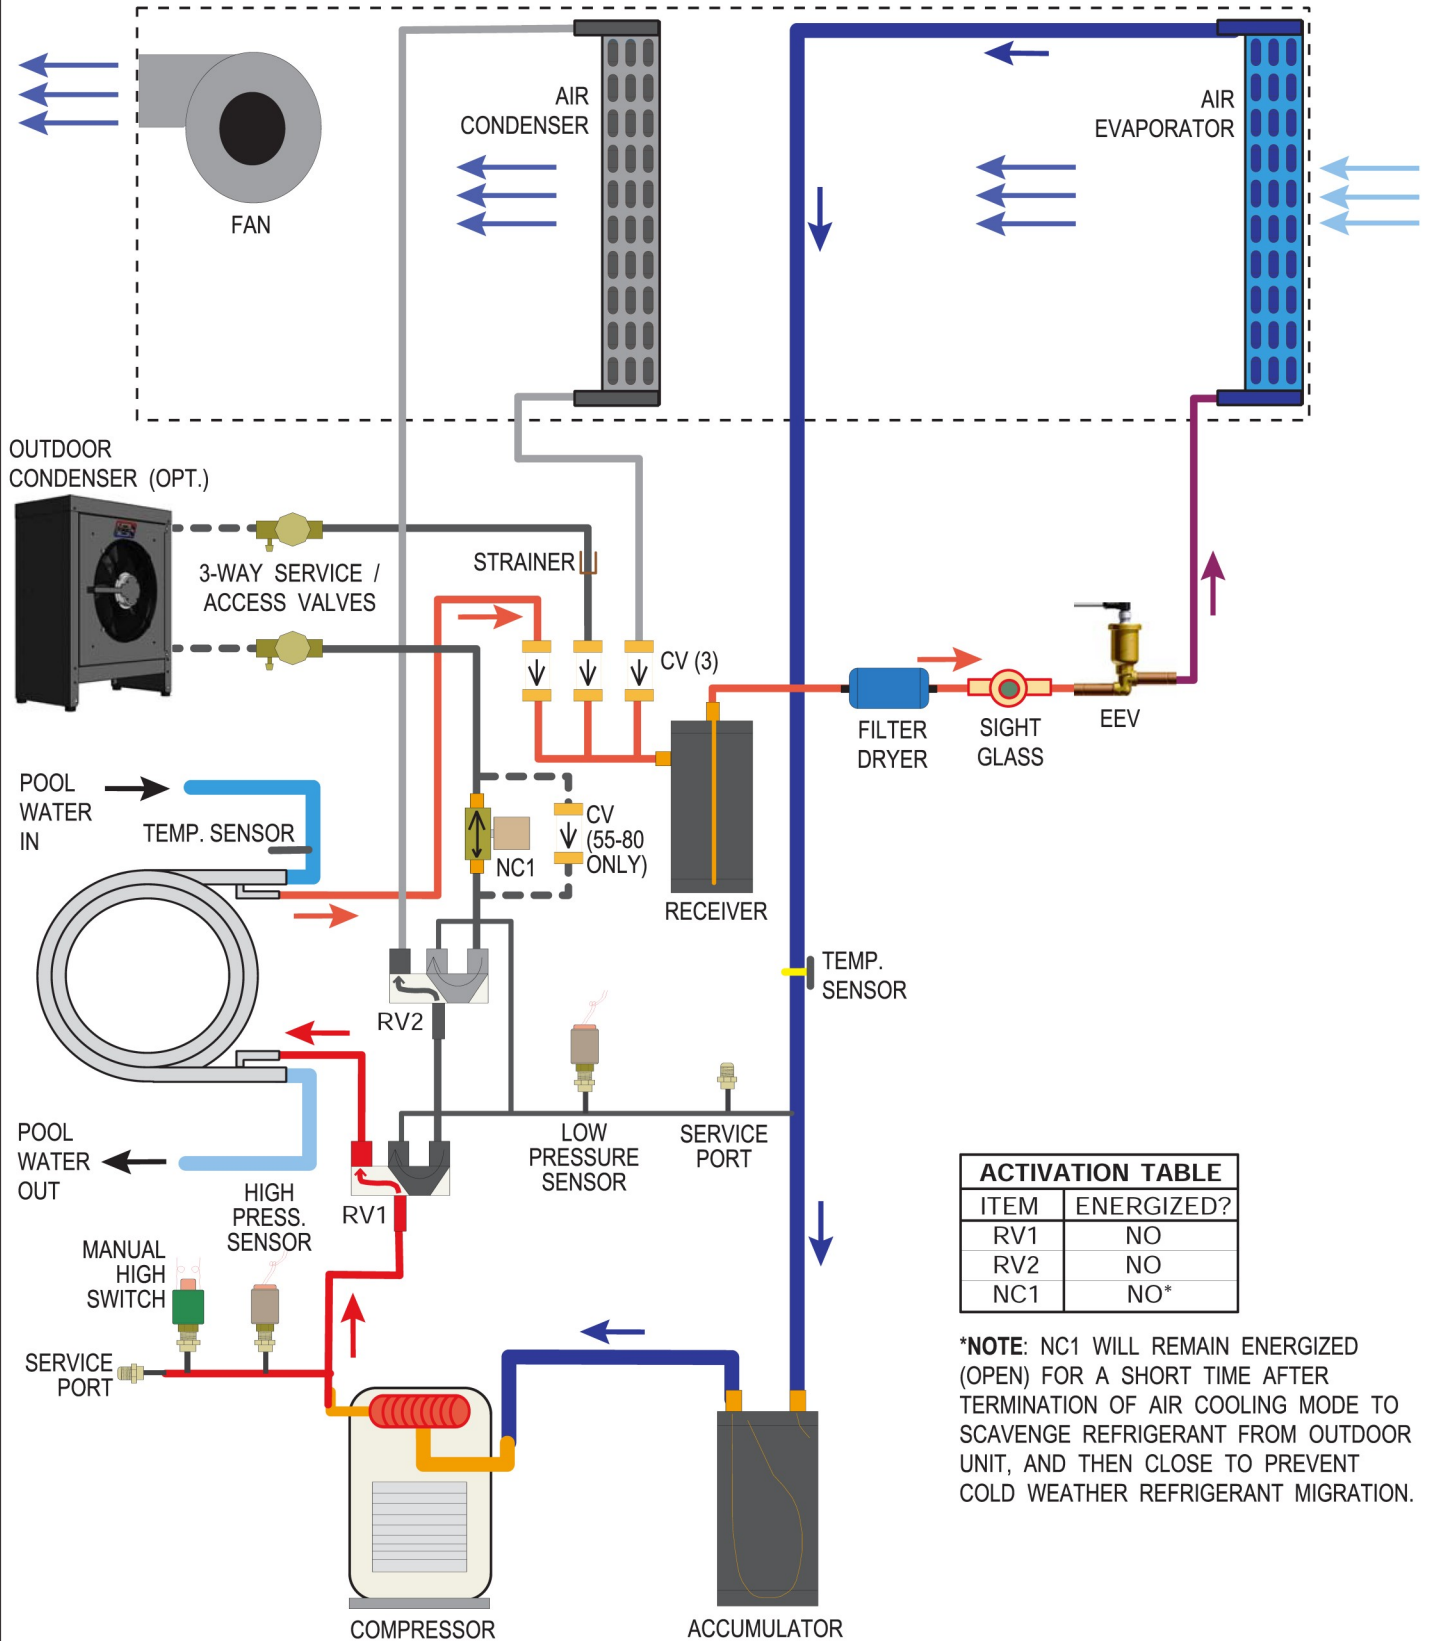 AIR
CONDENSER
AIR
EVAPORATOR
FAN
OUTDOOR
CONDENSER (OPT.)
3-WAY SERVICE /
ACCESS VALVES
STRAINER
CV (3)
FILTER
DRYER
SIGHT
GLASS
EEV
POOL
WATER
IN
TEMP. SENSOR
NC1
CV
(55-80
ONLY)
RECEIVER
TEMP.
SENSOR
RV2
POOL
WATER
OUT
LOW
PRESSURE
SENSOR
SERVICE
PORT
HIGH
PRESS.
SENSOR
RV1
MANUAL
HIGH
SWITCH
SERVICE
PORT
COMPRESSOR
ACCUMULATOR
ACTIVATION TABLE
ITEM ENERGIZED?
RV1 NO
RV2 NO
NC1 NO*
*NOTE: NC1 WILL REMAIN ENERGIZED
(OPEN) FOR A SHORT TIME AFTER
TERMINATION OF AIR COOLING MODE TO
SCAVENGE REFRIGERANT FROM OUTDOOR
UNIT, AND THEN CLOSE TO PREVENT
COLD WEATHER REFRIGERANT MIGRATION.